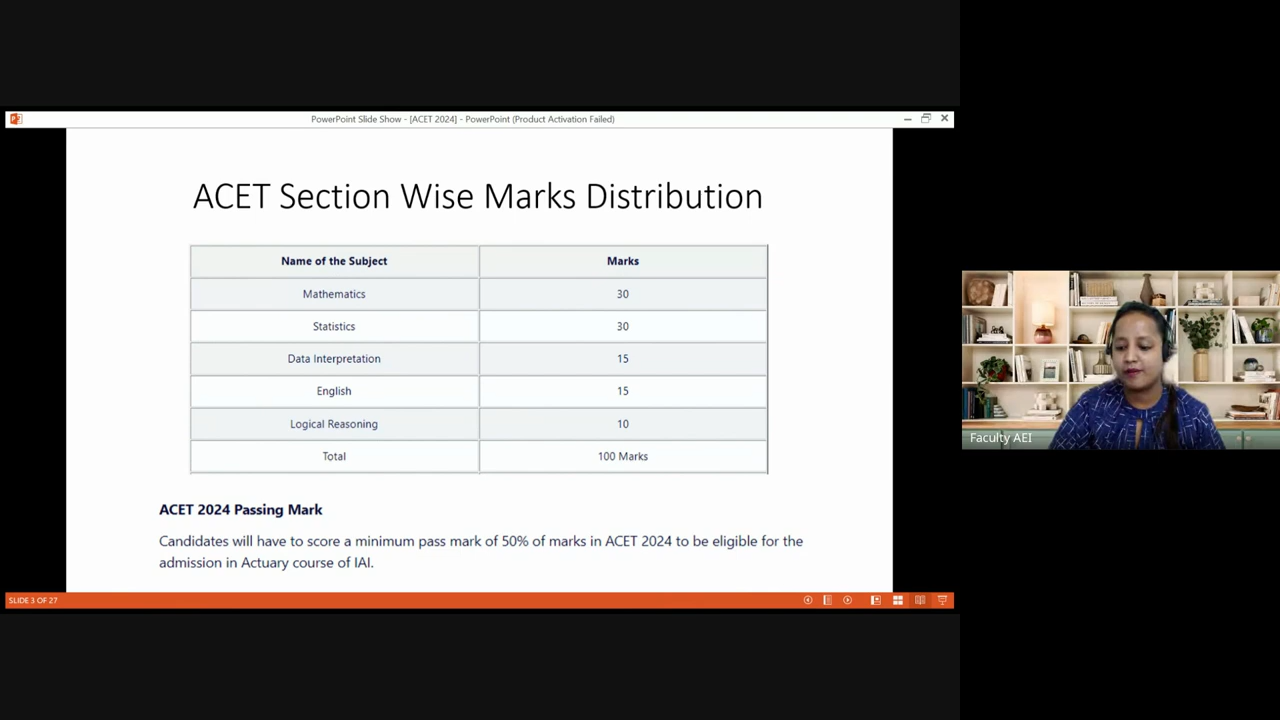 PowerPoint Slide Show - [ACET 2024] - PowerPoint (Product Activation Failed)
ACET Section Wise Marks Distribution
Name of the Subject Marks
Mathematics 30
Statistics 30
Data Interpretation 15
English 15
Logical Reasoning 10
Total 100 Marks
ACET 2024 Passing Mark
Candidates will have to score a minimum pass mark of 50% of marks in ACET 2024 to be eligible for the
admission in Actuary course of IAI.
SLIDE 3 OF 27
Faculty AEI